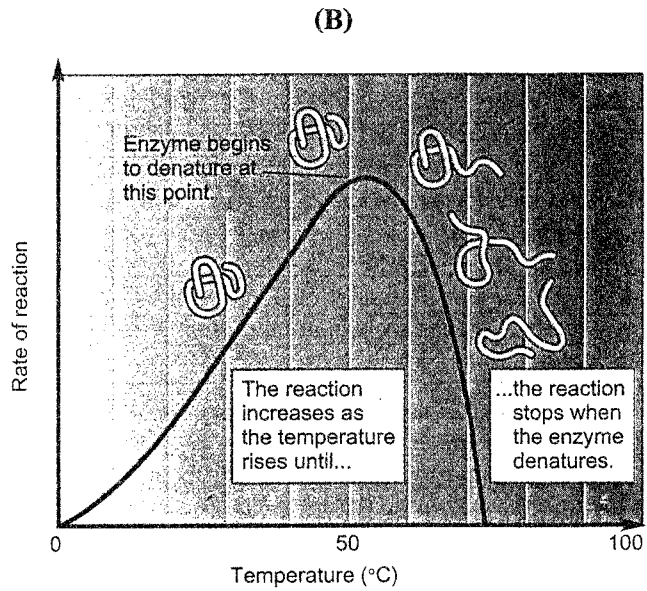 (B)
Enzyme begins
to denature at
this point.
Rate of reaction
The reaction
increases as
the temperature
rises until...
...the reaction
stops when
the enzyme
denatures.
0
50
100
Temperature (°C)